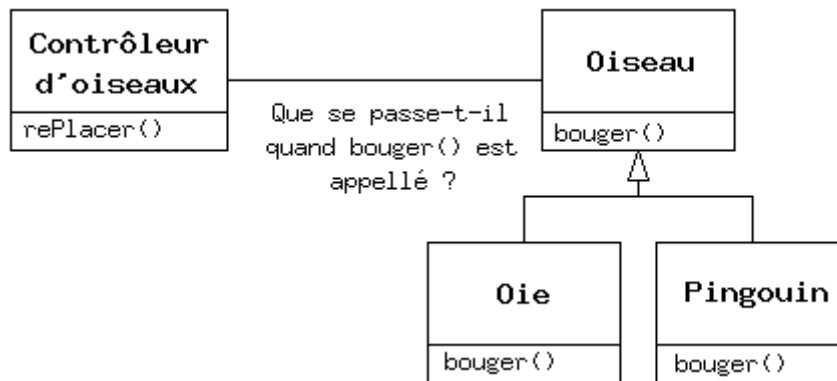 Contrôleur
d'oiseaux
rePlacer()
Que se passe-t-il
quand bouger() est
appellé ?
Oiseau
bouger()
Oie
bouger()
Pingouin
bouger()